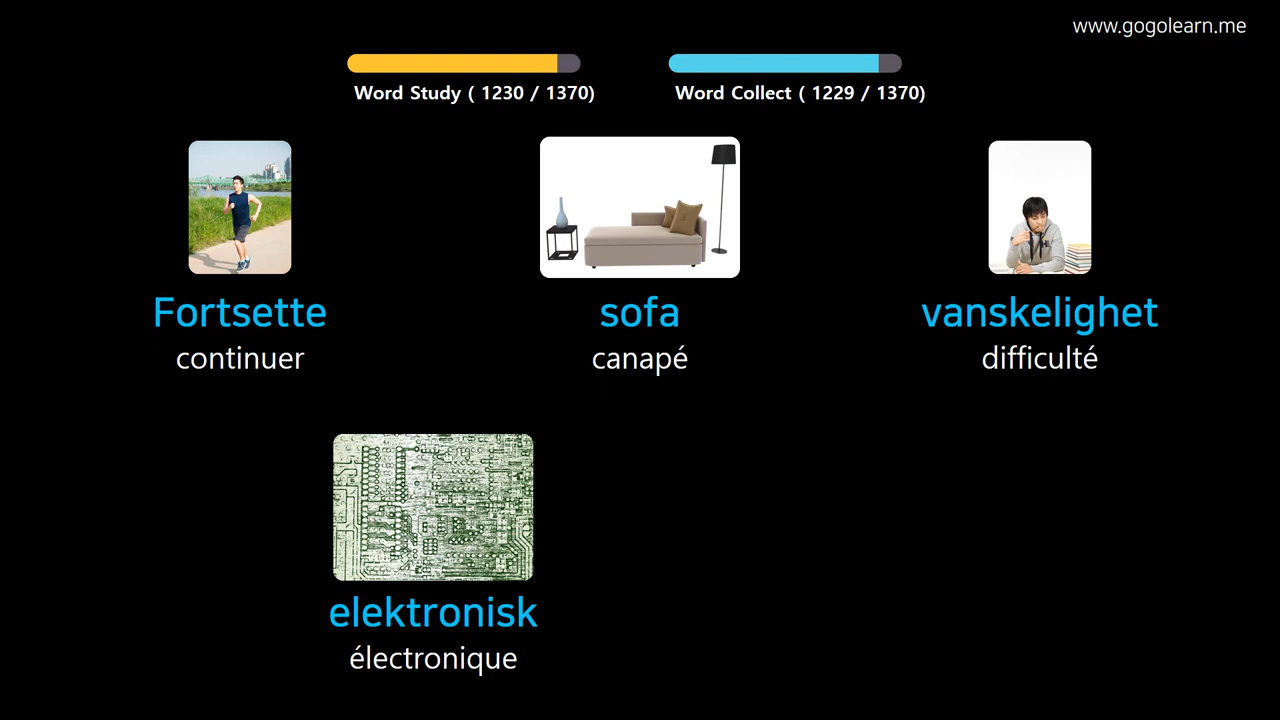 www.gogolearn.me
Word Study ( 1230 / 1370)
Word Collect ( 1229 / 1370)
Fortsette
continuer
sofa
canapé
vanskelighet
difficulté
elektronisk
électronique